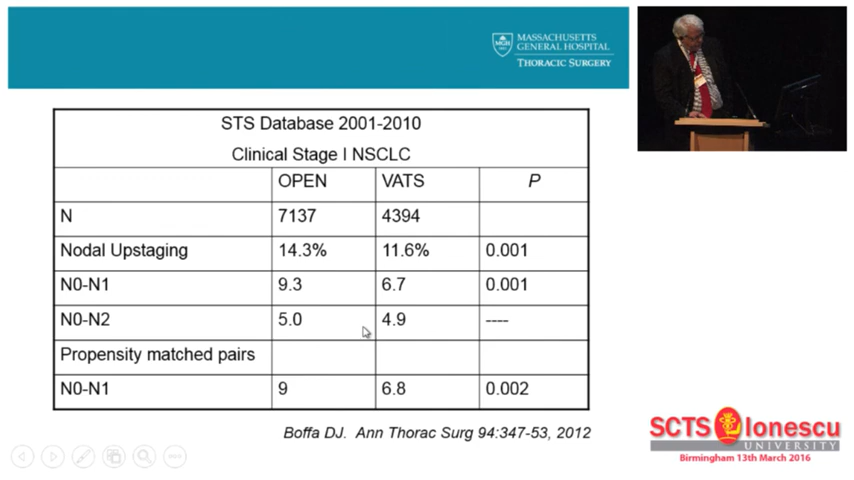 MASSACHUSETTS
GENERAL HOSPITAL
MGH
THORACIC SURGERY
STS Database 2001-2010
Clinical Stage I NSCLC
OPEN VATS P
N 7137 4394
Nodal Upstaging 14.3% 11.6% 0.001
N0-N1 9.3 6.7 0.001
N0-N2 5.0 4.9 ----
Propensity matched pairs
N0-N1 9 6.8 0.002
Boffa DJ. Ann Thorac Surg 94:347-53, 2012
SCTS Ionescu
UNIVERSITY
Birmingham 13th March 2016